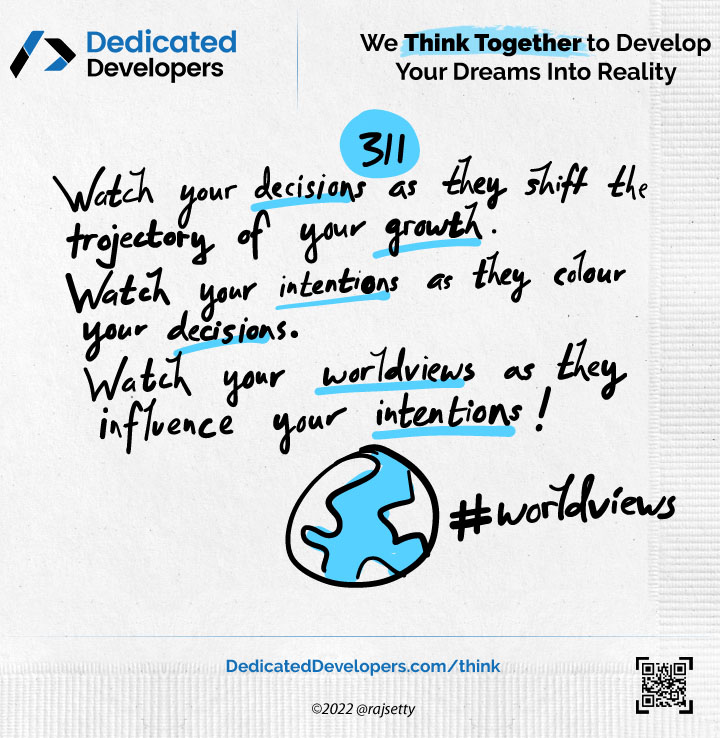 Dedicated
Developers
We Think Together to Develop
Your Dreams Into Reality
311
Watch your decisions as they shift the
trajectory of your growth.
Watch your intentions as they colour
your decisions.
Watch your worldviews as they
influence your intentions!
#worldviews
DedicatedDevelopers.com/think
©2022 @rajsetty